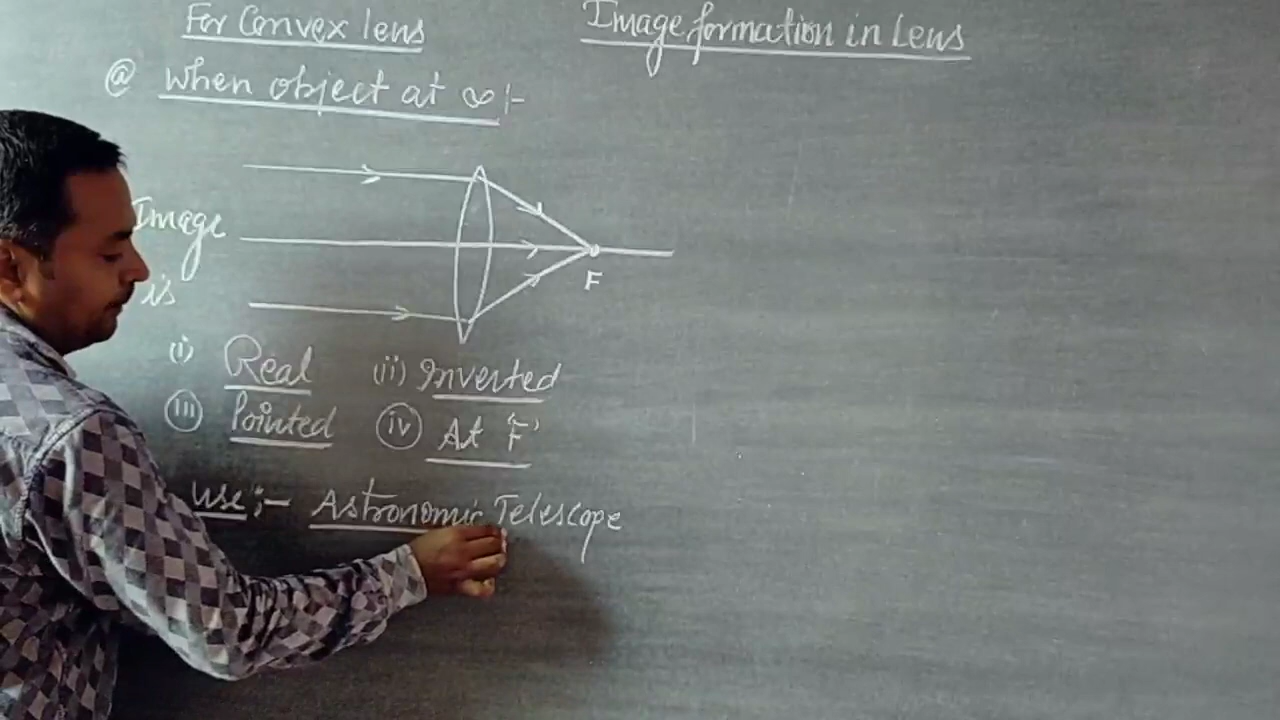 For Convex lens
Image formation in Lens
@ When object at ∞ :-
Image
is
F
(i) Real (ii) Inverted
(iii) Pointed (iv) At 'F'
Use :- Astronomic Telescope